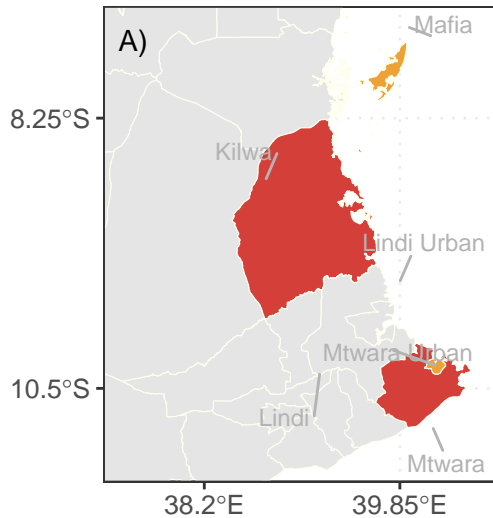 A)
Mafia
8.25°S
Kilwa
Lindi Urban
Mtwara Urban
10.5°S
Lindi
Mtwara
38.2°E
39.85°E